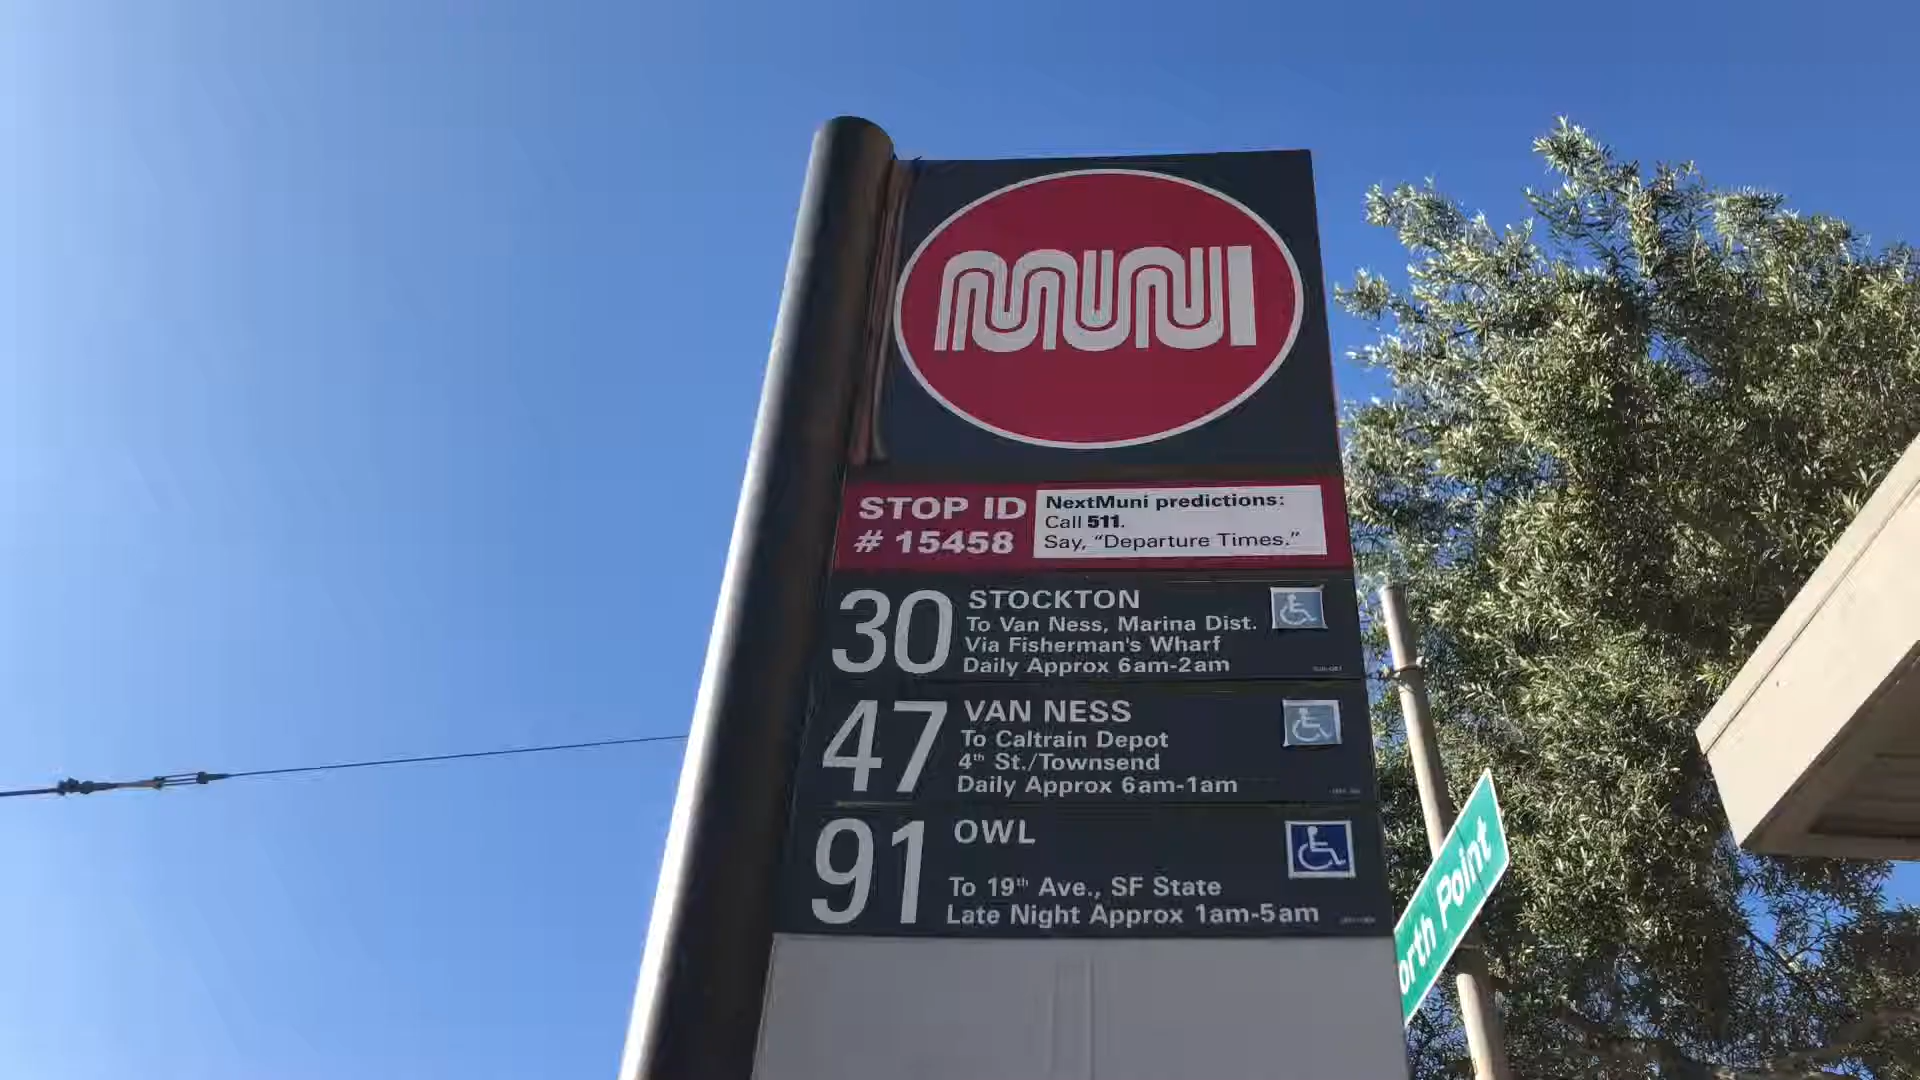 MUNI
STOP ID
# 15458
NextMuni predictions:
Call 511.
Say, “Departure Times.”
30
STOCKTON
To Van Ness, Marina Dist.
Via Fisherman's Wharf
Daily Approx 6am-2am
47
VAN NESS
To Caltrain Depot
4th St./Townsend
Daily Approx 6am-1am
91
OWL
To 19th Ave., SF State
Late Night Approx 1am-5am
orth Point